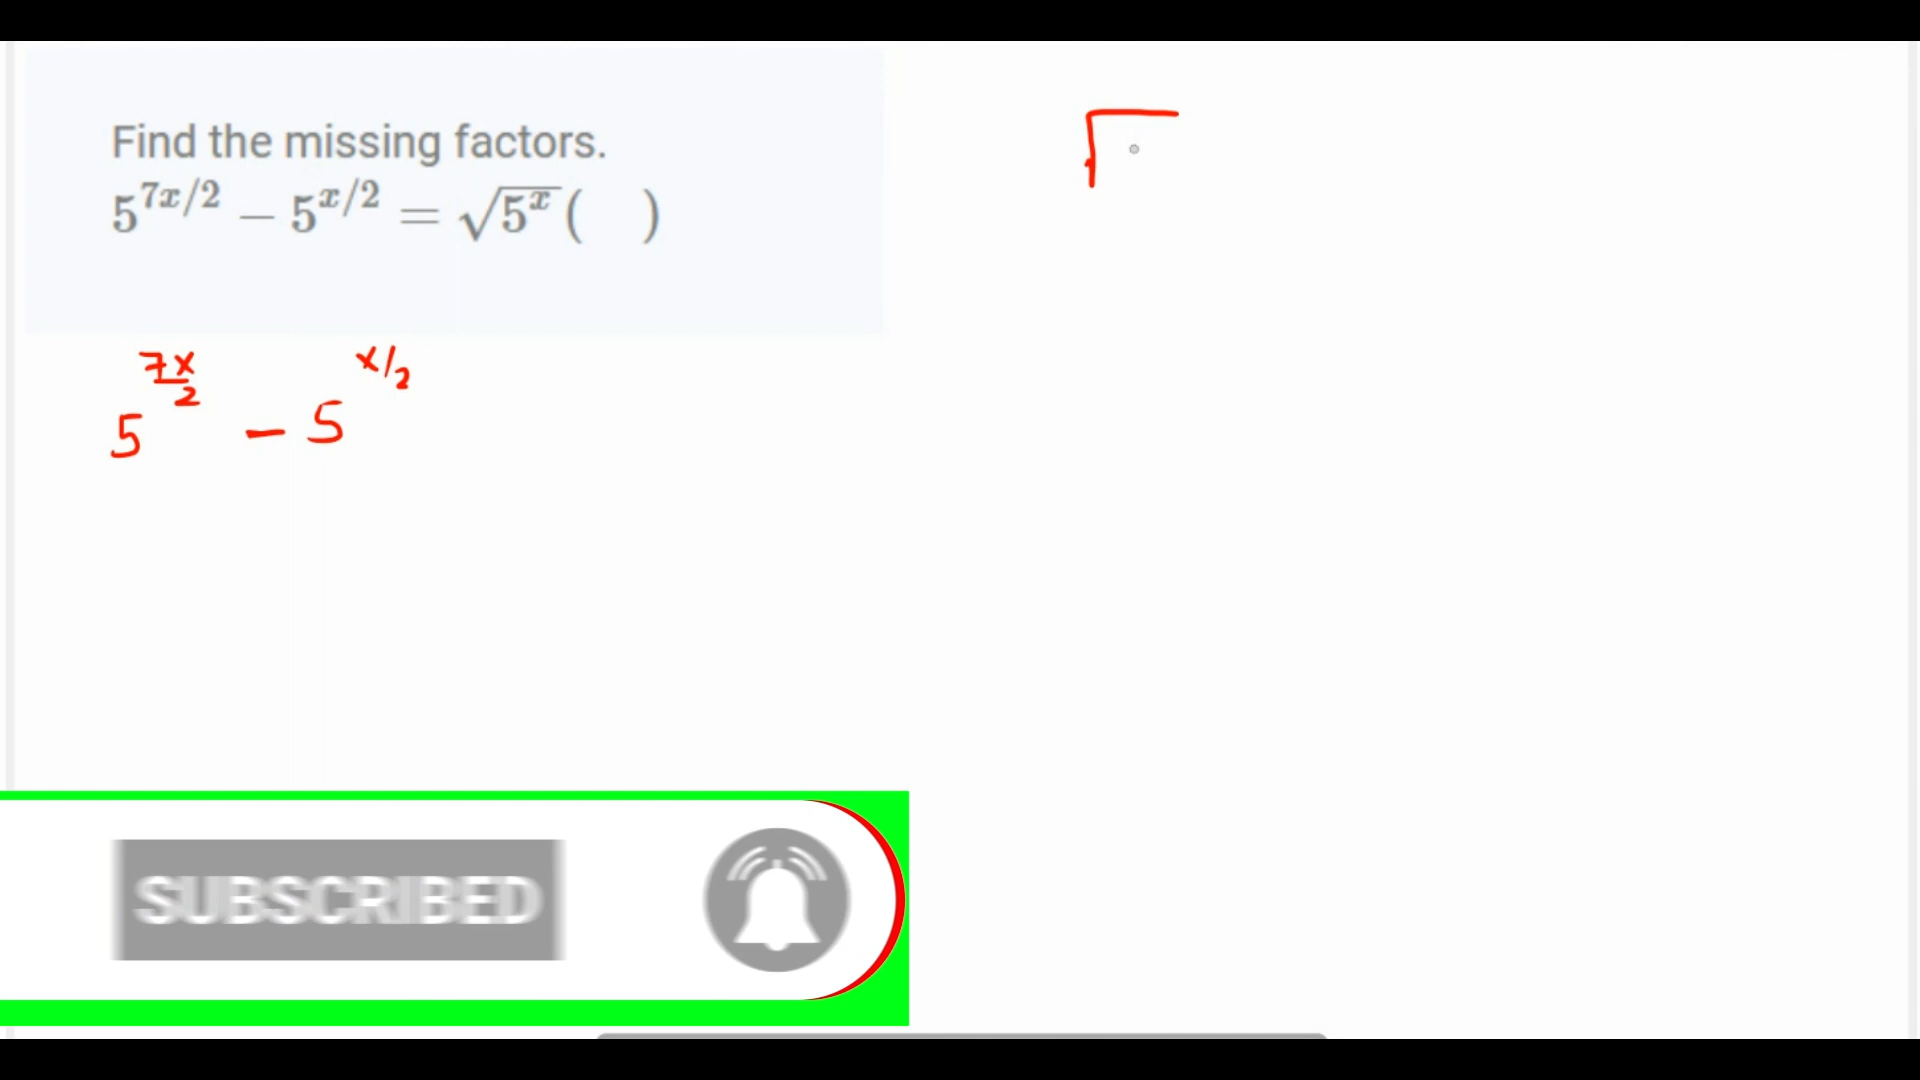 Find the missing factors.
5^{7x/2} − 5^{x/2} = √5^x (   )
5^{7x/2} − 5^{x/2}
√
SUBSCRIBED